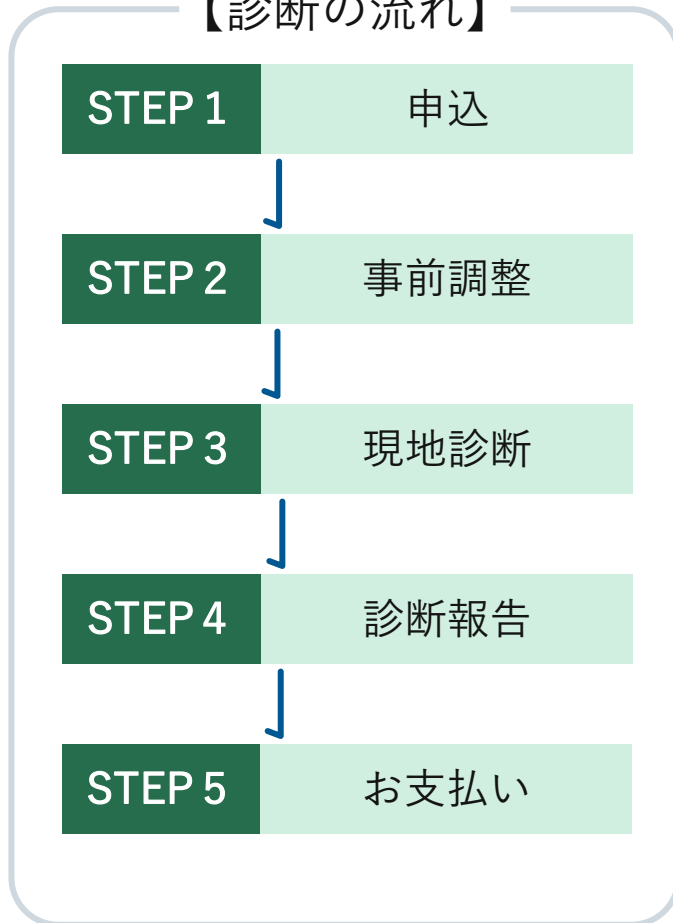 【診断の流れ】
STEP 1 申込
STEP 2 事前調整
STEP 3 現地診断
STEP 4 診断報告
STEP 5 お支払い